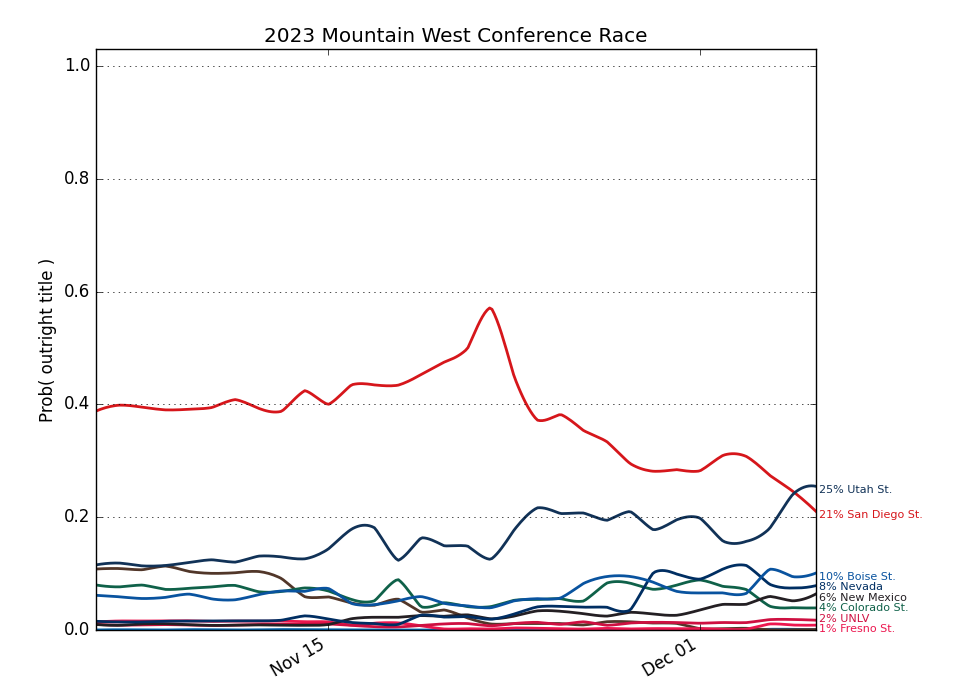 2023 Mountain West Conference Race
Prob( outright title )
1.0
0.8
0.6
0.4
0.2
0.0
Nov 15
Dec 01
25% Utah St.
21% San Diego St.
10% Boise St.
8% Nevada
6% New Mexico
4% Colorado St.
2% UNLV
1% Fresno St.